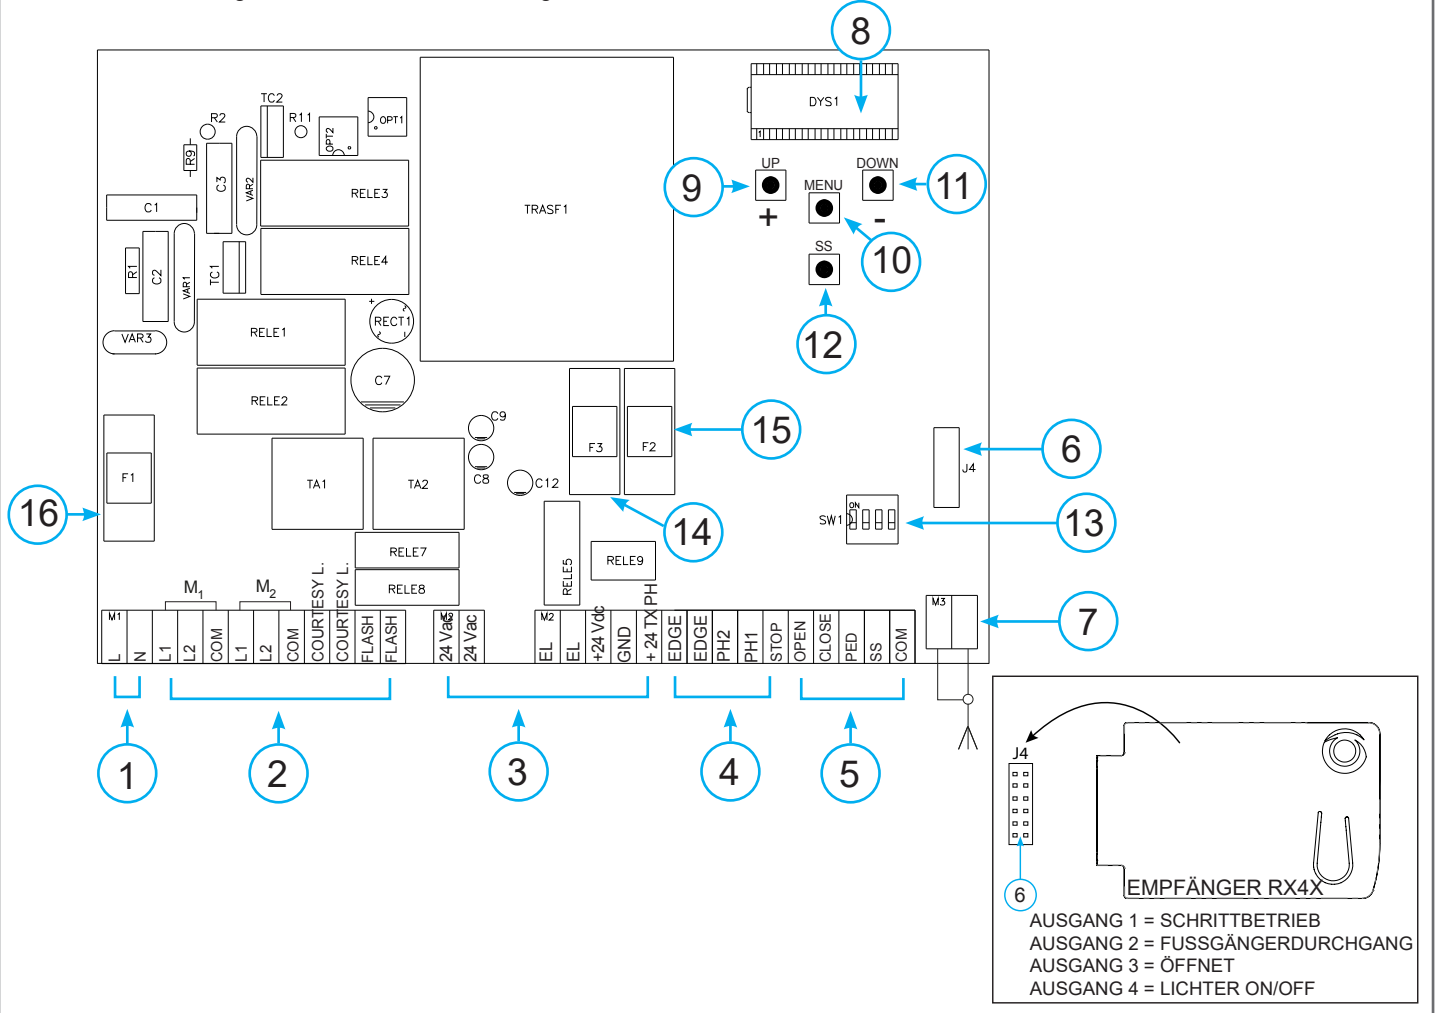 8
DYS1
1
TC2
R2
R11
OPT2
OPT1
R9
C3
VAR2
RELE3
TRASF1
9
UP
+
MENU
DOWN
-
11
10
C1
R1
C2
VAR1
TC1
RELE4
SS
12
VAR3
RELE1
+
RECT1
~
~
RELE2
C7
F1
16
TA1
TA2
C9
C8
C12
F3
F2
15
14
6
J4
SW1
ON
13
RELE7
RELE8
RELE5
RELE9
M1
M2
M1
L
N
L1
L2
COM
L1
L2
COM
COURTESY L.
COURTESY L.
FLASH
FLASH
24 Vac
24 Vac
M2
EL
EL
+24 Vdc
GND
+ 24 TX PH
EDGE
EDGE
PH2
PH1
STOP
OPEN
CLOSE
PED
SS
COM
M3
7
1
2
3
4
5
J4
6
EMPFÄNGER RX4X
AUSGANG 1 = SCHRITTBETRIEB
AUSGANG 2 = FUSSGÄNGERDURCHGANG
AUSGANG 3 = ÖFFNET
AUSGANG 4 = LICHTER ON/OFF